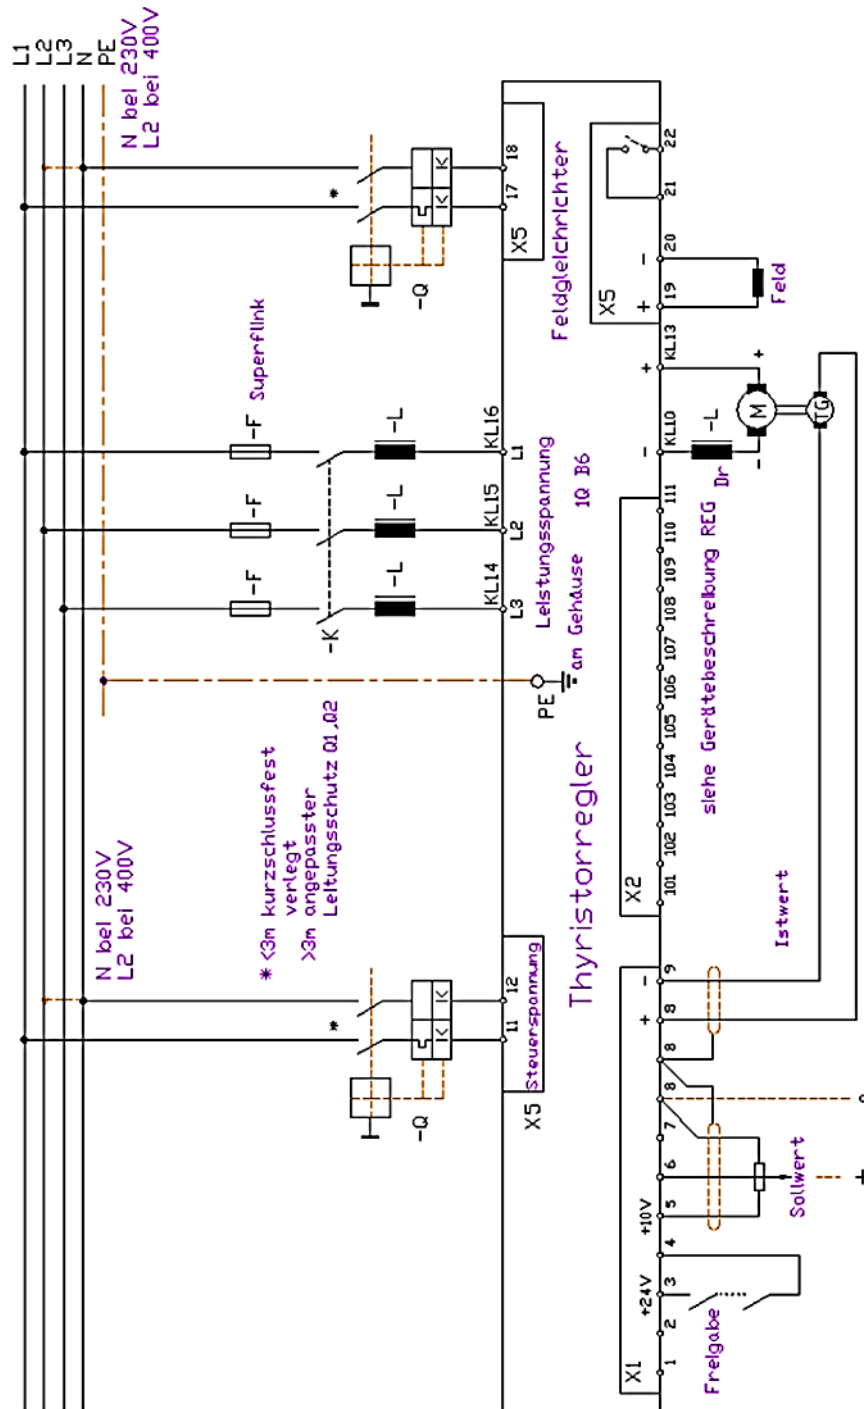 L1
L2
L3
N
PE
N bei 230V
L2 bei 400V
N bei 230V
L2 bei 400V
Superflink
-F
-F
-F
* <3m kurzschlussfest
verlegt
>3m angepasster
Leitungsschutz Q1,Q2
*
*
-K
-L
-L
-L
-Q
-Q
K
K
K
K
KL14
KL15
KL16
11
12
L3
L2
L1
17
18
X5
Steuerspannung
PE
am Gehäuse
Leistungsspannung
1Q B6
X5
Feldgleichrichter
Thyristorregler
X1
X2
X5
+24V
+10V
+
-
-
+
+
-
1
2
3
4
5
6
7
8
8
8
9
101
102
103
104
105
106
107
108
109
110
111
KL10
KL13
19
20
21
22
Freigabe
siehe Gerätebeschreibung REG
Dr
-L
-
M
+
Feld
Istwert
TG
Sollwert
+